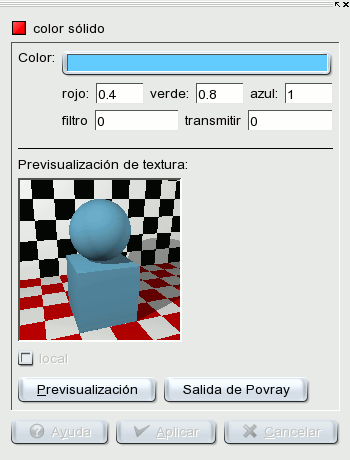 color sólido
Color:
rojo: 0.4 verde: 0.8 azul: 1
filtro 0 transmitir 0
Previsualización de textura:
local
Previsualización Salida de Povray
Ayuda Aplicar Cancelar